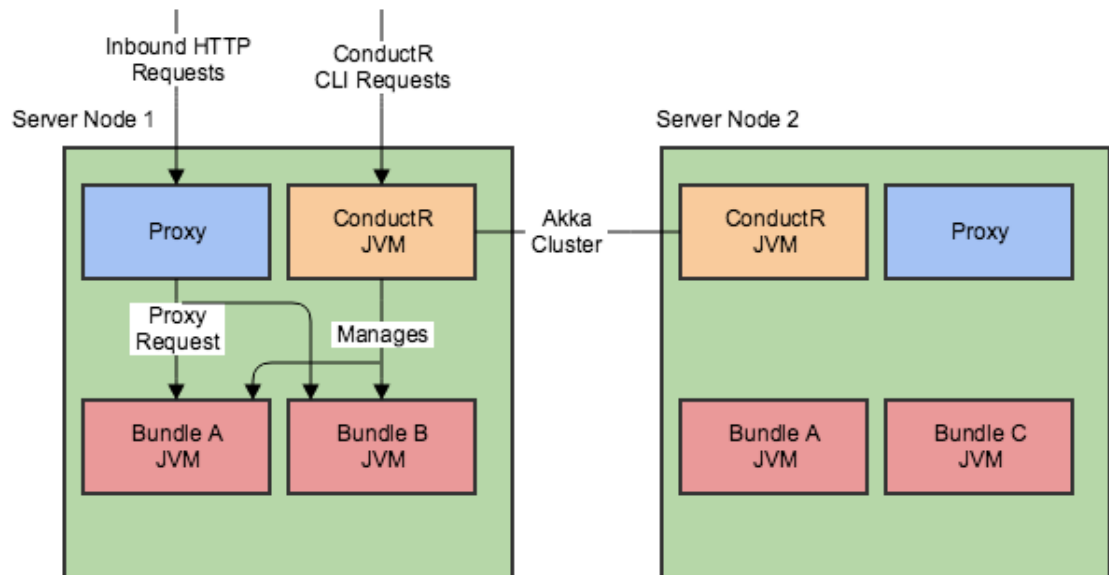 Inbound HTTP
Requests
ConductR
CLI Requests
Server Node 1
Server Node 2
Proxy
ConductR
JVM
Akka
Cluster
ConductR
JVM
Proxy
Proxy
Request
Manages
Bundle A
JVM
Bundle B
JVM
Bundle A
JVM
Bundle C
JVM